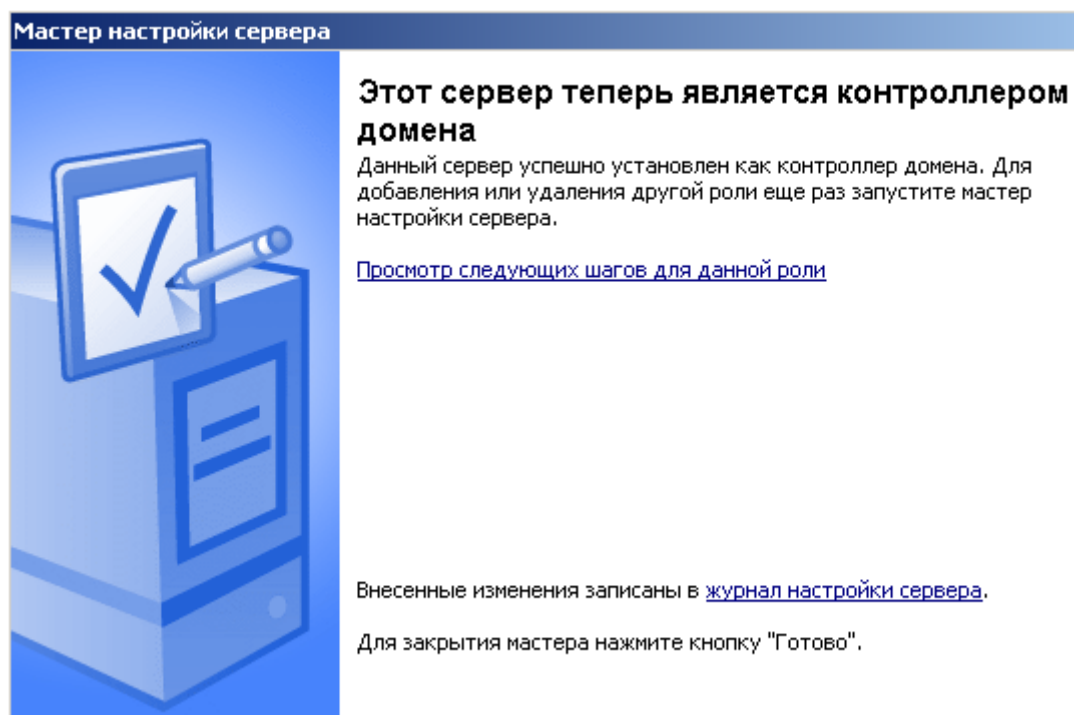 Мастер настройки сервера
Этот сервер теперь является контроллером
домена
Данный сервер успешно установлен как контроллер домена. Для
добавления или удаления другой роли еще раз запустите мастер
настройки сервера.
Просмотр следующих шагов для данной роли
Внесенные изменения записаны в журнал настройки сервера.
Для закрытия мастера нажмите кнопку "Готово".